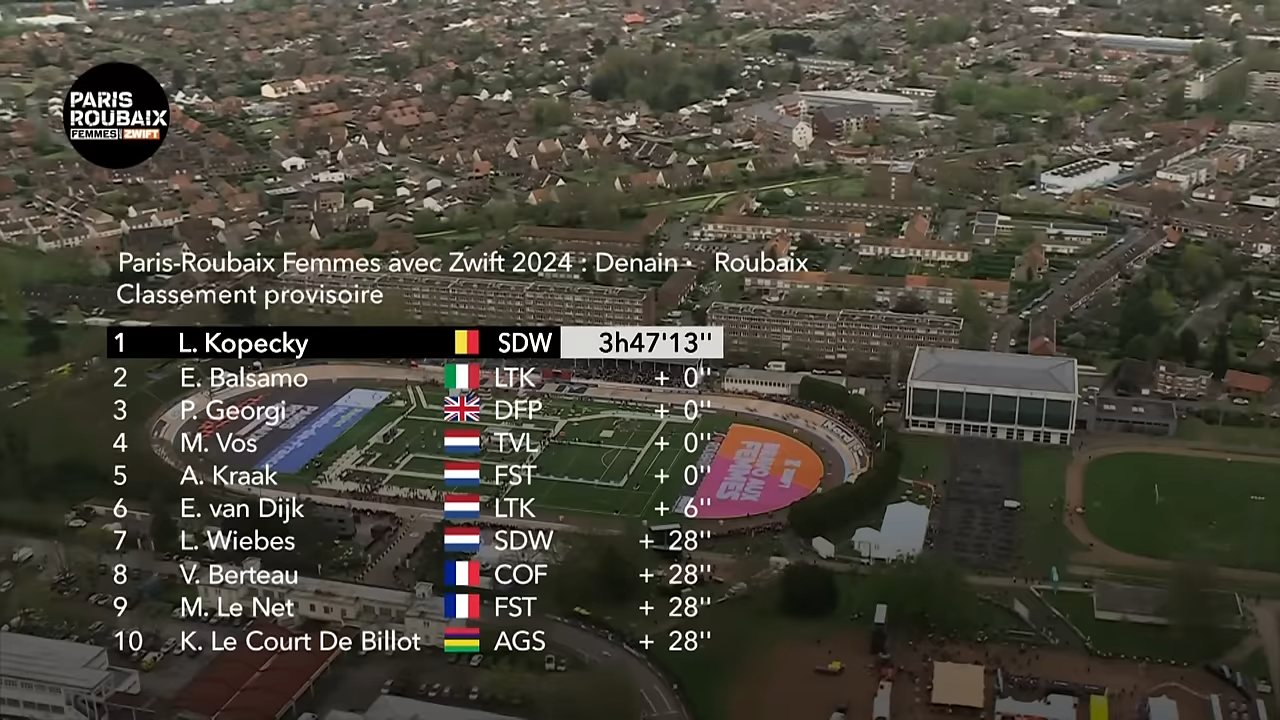 PARIS
ROUBAIX
FEMMES AVEC ZWIFT
Paris-Roubaix Femmes avec Zwift 2024 : Denain · Roubaix
Classement provisoire
1 L. Kopecky SDW 3h47'13''
2 E. Balsamo LTK + 0''
3 P. Georgi DFP + 0''
4 M. Vos TVL + 0''
5 A. Kraak FST + 0''
6 E. van Dijk LTK + 6''
7 L. Wiebes SDW + 28''
8 V. Berteau COF + 28''
9 M. Le Net FST + 28''
10 K. Le Court De Billot AGS + 28''
FEMMES